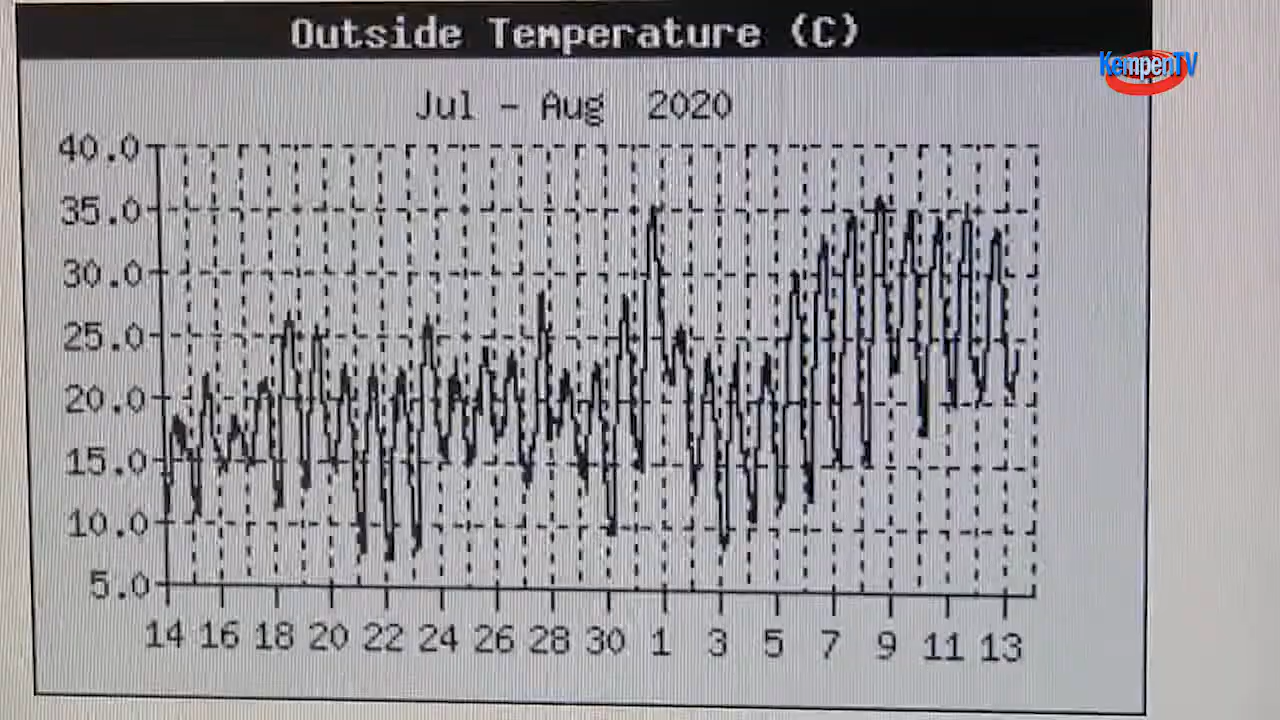 Outside Temperature (C)
KempenTV
Jul - Aug 2020
40.0
35.0
30.0
25.0
20.0
15.0
10.0
5.0
14 16 18 20 22 24 26 28 30 1 3 5 7 9 11 13